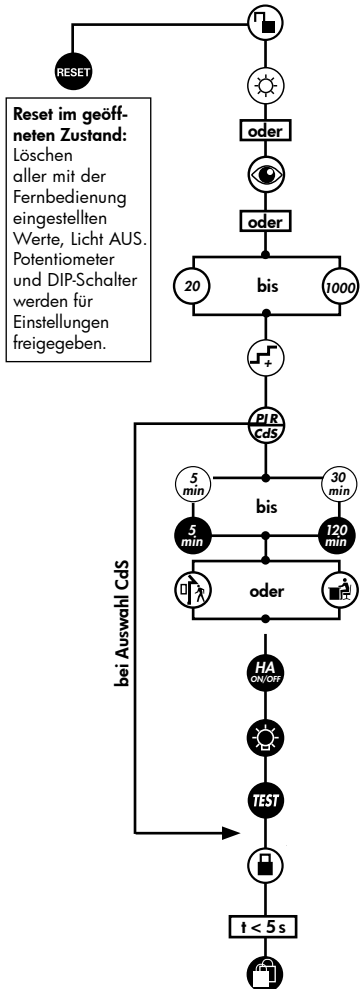 RESET
Reset im geöff-
neten Zustand:
Löschen
aller mit der
Fernbedienung
eingestellten
Werte, Licht AUS.
Potentiometer
und DIP-Schalter
werden für
Einstellungen
freigegeben.
oder
oder
20 bis 1000
+
PIR
CdS
5 min
30 min
bis
5 min
120 min
oder
bei Auswahl CdS
HA
ON/OFF
TEST
t < 5 s